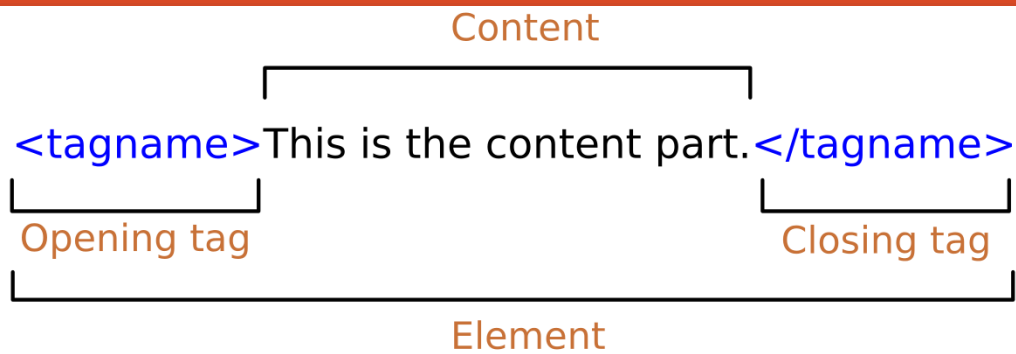 Content
<tagname>This is the content part.</tagname>
Opening tag
Closing tag
Element